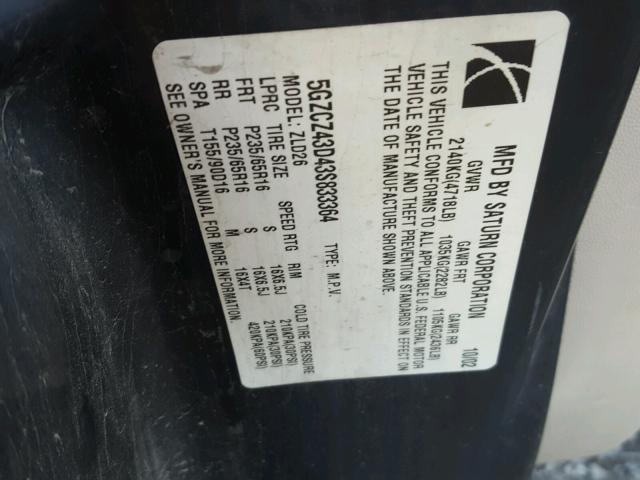 MFD BY SATURN CORPORATION 10/02
GVWR GAWR FRT GAWR RR
2140KG(4718LB) 1035KG(2282LB) 1105KG(2436LB)
THIS VEHICLE CONFORMS TO ALL APPLICABLE U.S. FEDERAL MOTOR
VEHICLE SAFETY AND THEFT PREVENTION STANDARDS IN EFFECT ON
THE DATE OF MANUFACTURE SHOWN ABOVE.
5GZCZ43D43S833364 TYPE: M.P.V.
MODEL: ZLD26
LPRC TIRE SIZE SPEED RTG RIM COLD TIRE PRESSURE
FRT P235/65R16 S 16X6.5J 210KPA(30PSI)
RR P235/65R16 S 16X6.5J 210KPA(30PSI)
SPA T155/90D16 M 16X4T 420KPA(60PSI)
SEE OWNER'S MANUAL FOR MORE INFORMATION.